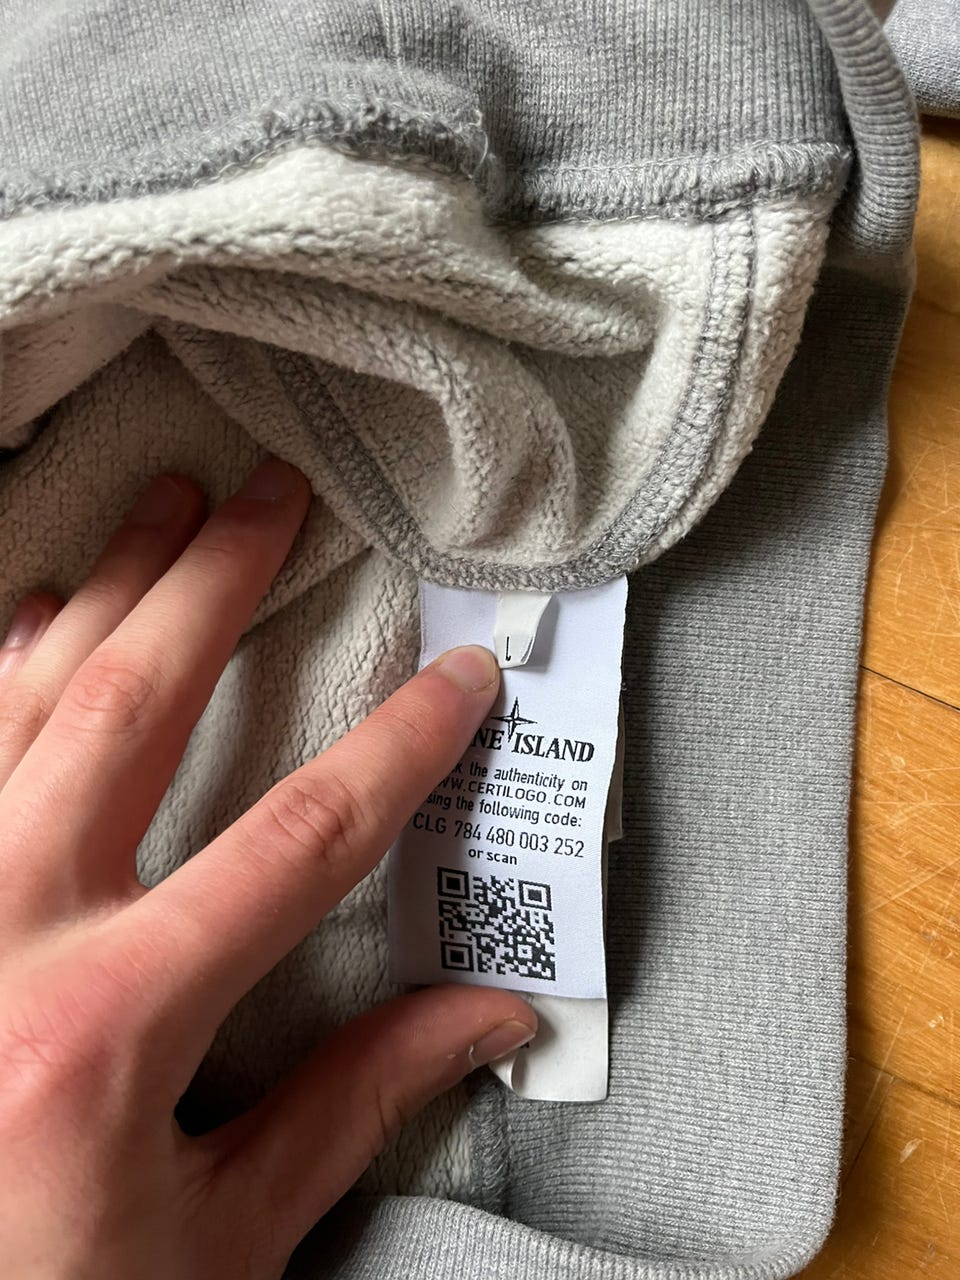 L
NE ISLAND
k the authenticity on
WW.CERTILOGO.COM
sing the following code:
CLG 784 480 003 252
or scan